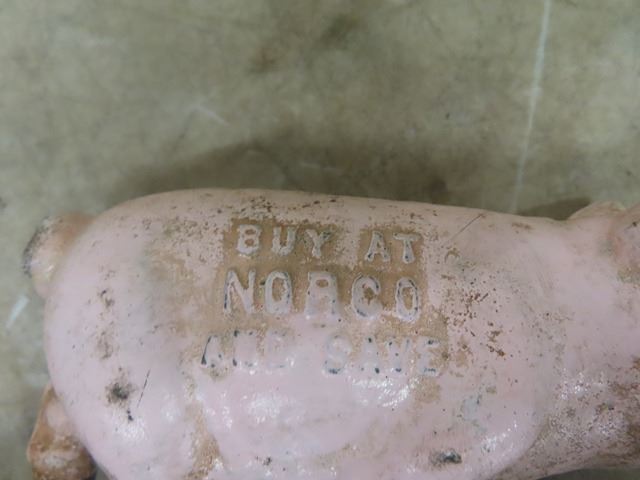 BUY AT
NORCO
AND SAVE